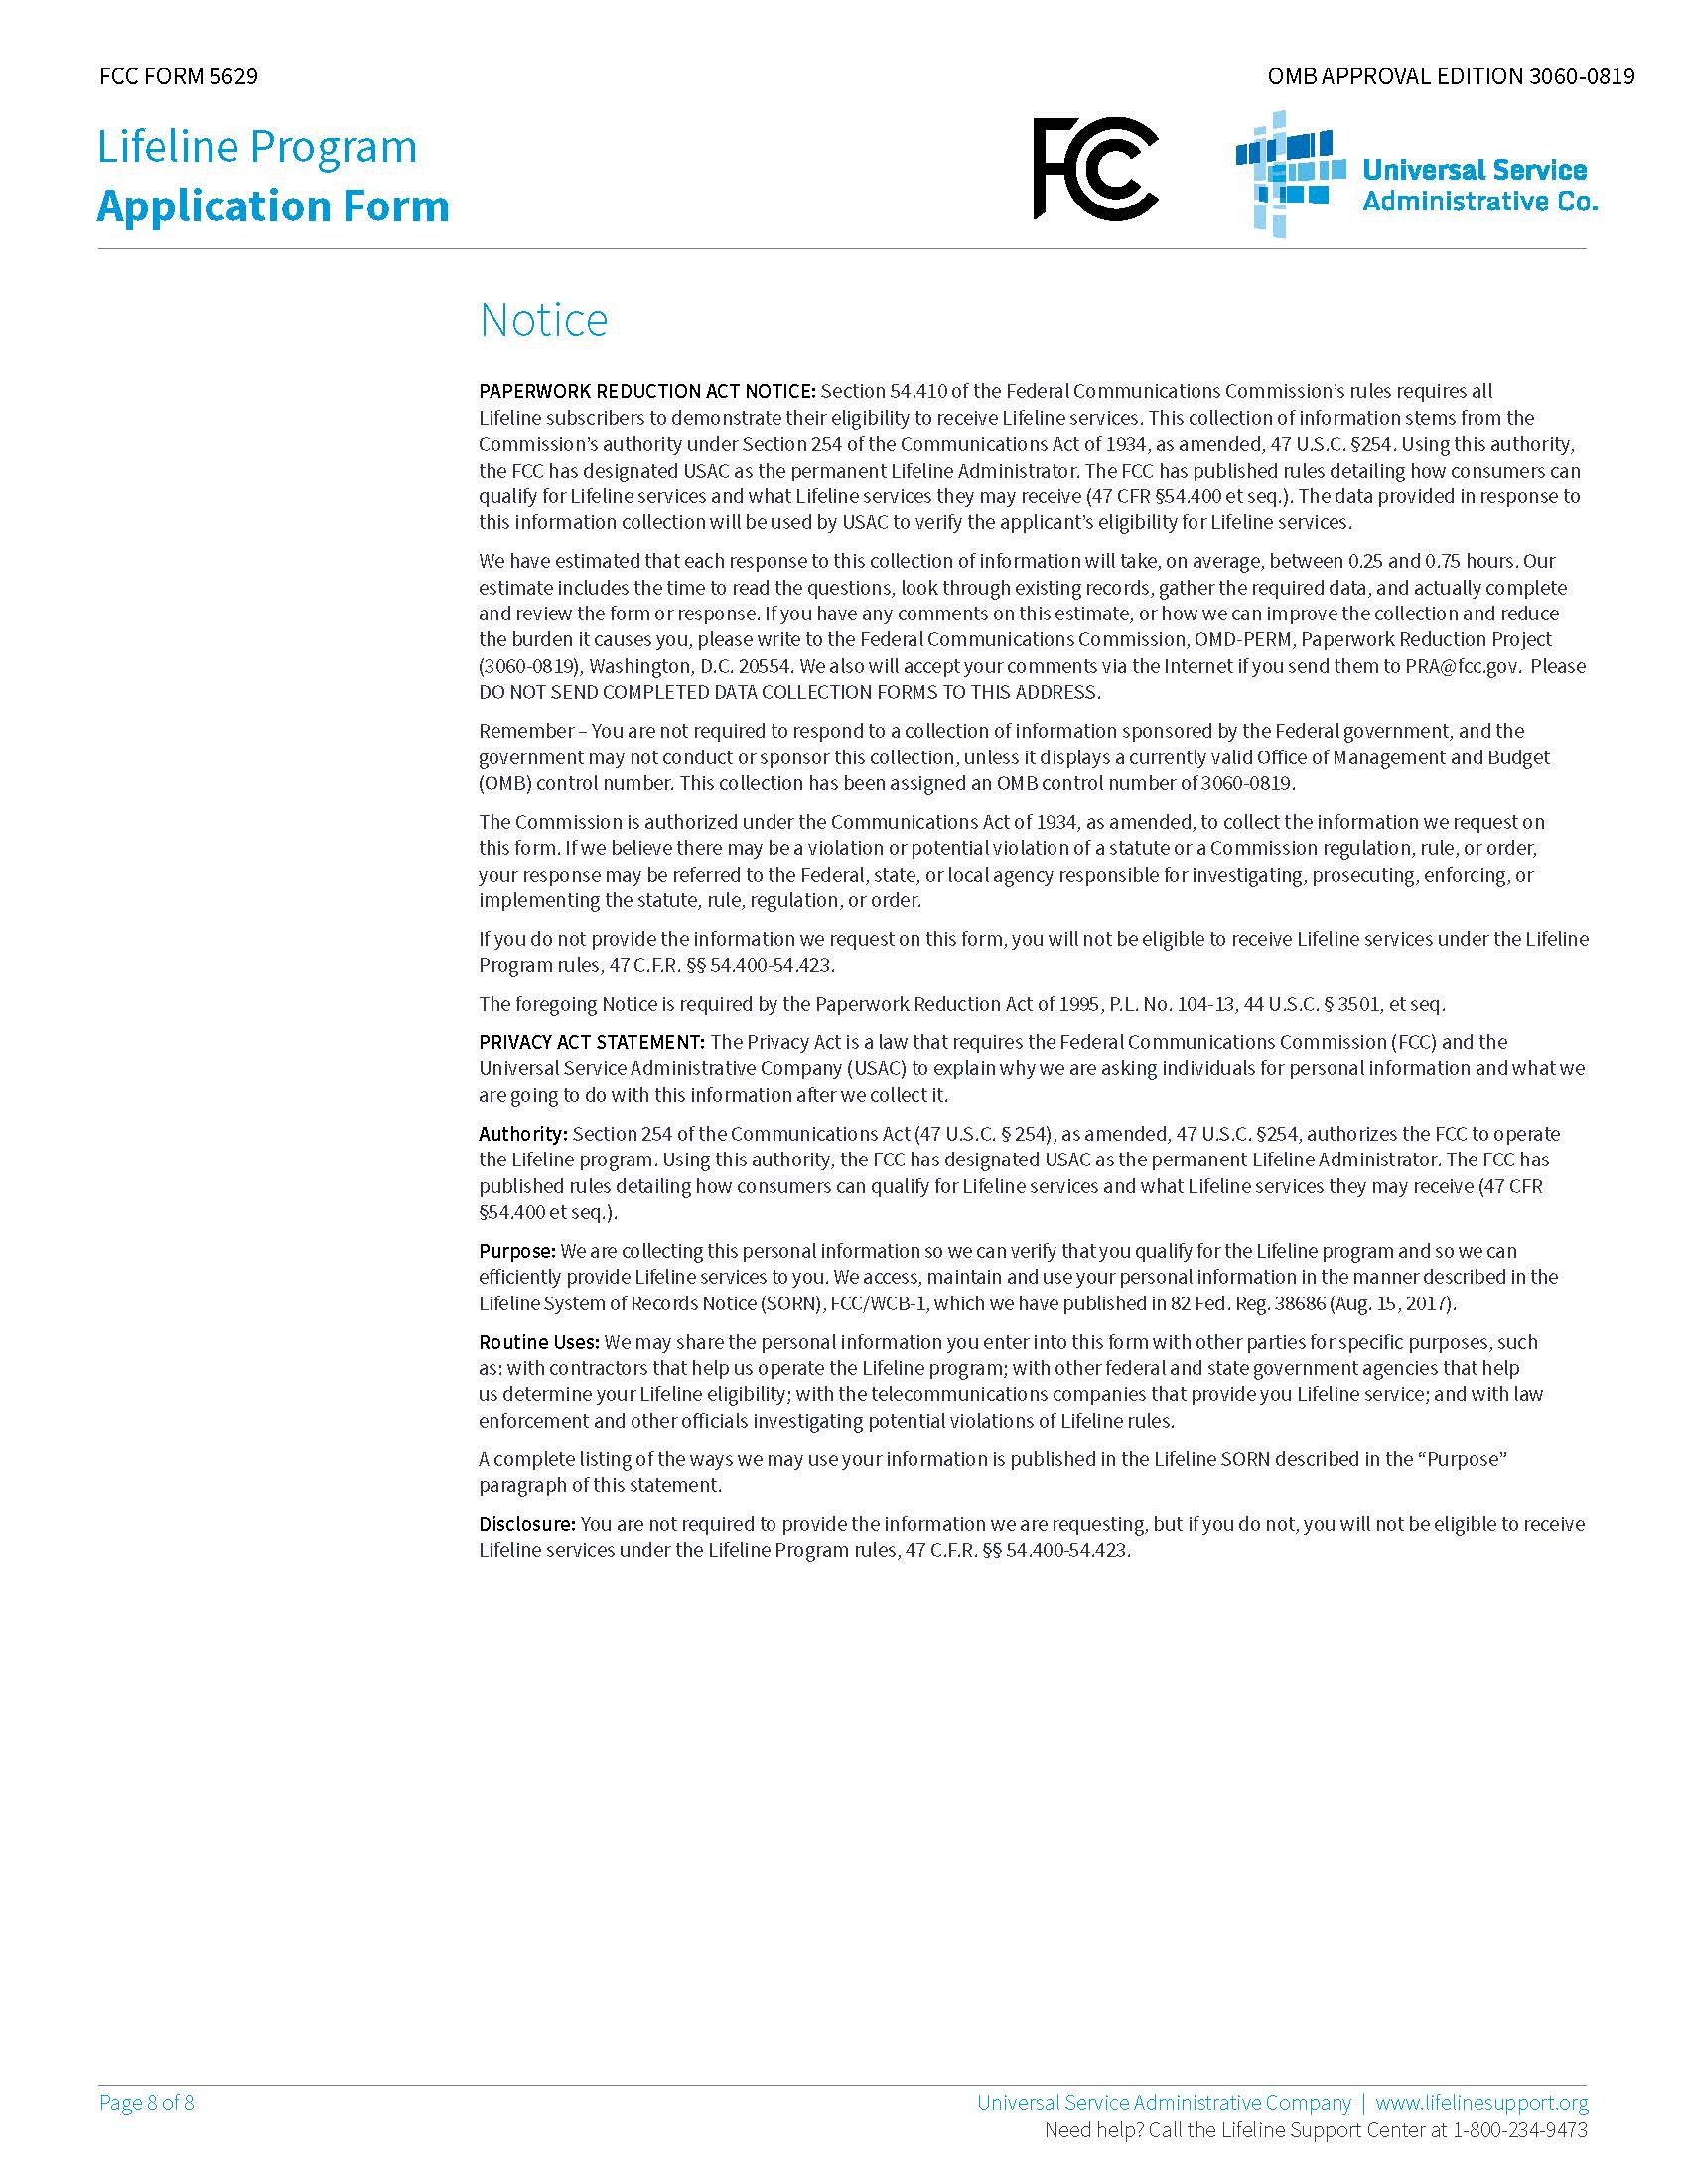 FCC FORM 5629
OMB APPROVAL EDITION 3060-0819
Lifeline Program
Application Form
FCC
Universal Service
Administrative Co.
Notice
PAPERWORK REDUCTION ACT NOTICE: Section 54.410 of the Federal Communications Commission’s rules requires all
Lifeline subscribers to demonstrate their eligibility to receive Lifeline services. This collection of information stems from the
Commission’s authority under Section 254 of the Communications Act of 1934, as amended, 47 U.S.C. §254. Using this authority,
the FCC has designated USAC as the permanent Lifeline Administrator. The FCC has published rules detailing how consumers can
qualify for Lifeline services and what Lifeline services they may receive (47 CFR §54.400 et seq.). The data provided in response to
this information collection will be used by USAC to verify the applicant’s eligibility for Lifeline services.
We have estimated that each response to this collection of information will take, on average, between 0.25 and 0.75 hours. Our
estimate includes the time to read the questions, look through existing records, gather the required data, and actually complete
and review the form or response. If you have any comments on this estimate, or how we can improve the collection and reduce
the burden it causes you, please write to the Federal Communications Commission, OMD-PERM, Paperwork Reduction Project
(3060-0819), Washington, D.C. 20554. We also will accept your comments via the Internet if you send them to PRA@fcc.gov. Please
DO NOT SEND COMPLETED DATA COLLECTION FORMS TO THIS ADDRESS.
Remember – You are not required to respond to a collection of information sponsored by the Federal government, and the
government may not conduct or sponsor this collection, unless it displays a currently valid Office of Management and Budget
(OMB) control number. This collection has been assigned an OMB control number of 3060-0819.
The Commission is authorized under the Communications Act of 1934, as amended, to collect the information we request on
this form. If we believe there may be a violation or potential violation of a statute or a Commission regulation, rule, or order,
your response may be referred to the Federal, state, or local agency responsible for investigating, prosecuting, enforcing, or
implementing the statute, rule, regulation, or order.
If you do not provide the information we request on this form, you will not be eligible to receive Lifeline services under the Lifeline
Program rules, 47 C.F.R. §§ 54.400-54.423.
The foregoing Notice is required by the Paperwork Reduction Act of 1995, P.L. No. 104-13, 44 U.S.C. § 3501, et seq.
PRIVACY ACT STATEMENT: The Privacy Act is a law that requires the Federal Communications Commission (FCC) and the
Universal Service Administrative Company (USAC) to explain why we are asking individuals for personal information and what we
are going to do with this information after we collect it.
Authority: Section 254 of the Communications Act (47 U.S.C. § 254), as amended, 47 U.S.C. §254, authorizes the FCC to operate
the Lifeline program. Using this authority, the FCC has designated USAC as the permanent Lifeline Administrator. The FCC has
published rules detailing how consumers can qualify for Lifeline services and what Lifeline services they may receive (47 CFR
§54.400 et seq.).
Purpose: We are collecting this personal information so we can verify that you qualify for the Lifeline program and so we can
efficiently provide Lifeline services to you. We access, maintain and use your personal information in the manner described in the
Lifeline System of Records Notice (SORN), FCC/WCB-1, which we have published in 82 Fed. Reg. 38686 (Aug. 15, 2017).
Routine Uses: We may share the personal information you enter into this form with other parties for specific purposes, such
as: with contractors that help us operate the Lifeline program; with other federal and state government agencies that help
us determine your Lifeline eligibility; with the telecommunications companies that provide you Lifeline service; and with law
enforcement and other officials investigating potential violations of Lifeline rules.
A complete listing of the ways we may use your information is published in the Lifeline SORN described in the “Purpose”
paragraph of this statement.
Disclosure: You are not required to provide the information we are requesting, but if you do not, you will not be eligible to receive
Lifeline services under the Lifeline Program rules, 47 C.F.R. §§ 54.400-54.423.
Page 8 of 8
Universal Service Administrative Company | www.lifelinesupport.org
Need help? Call the Lifeline Support Center at 1-800-234-9473